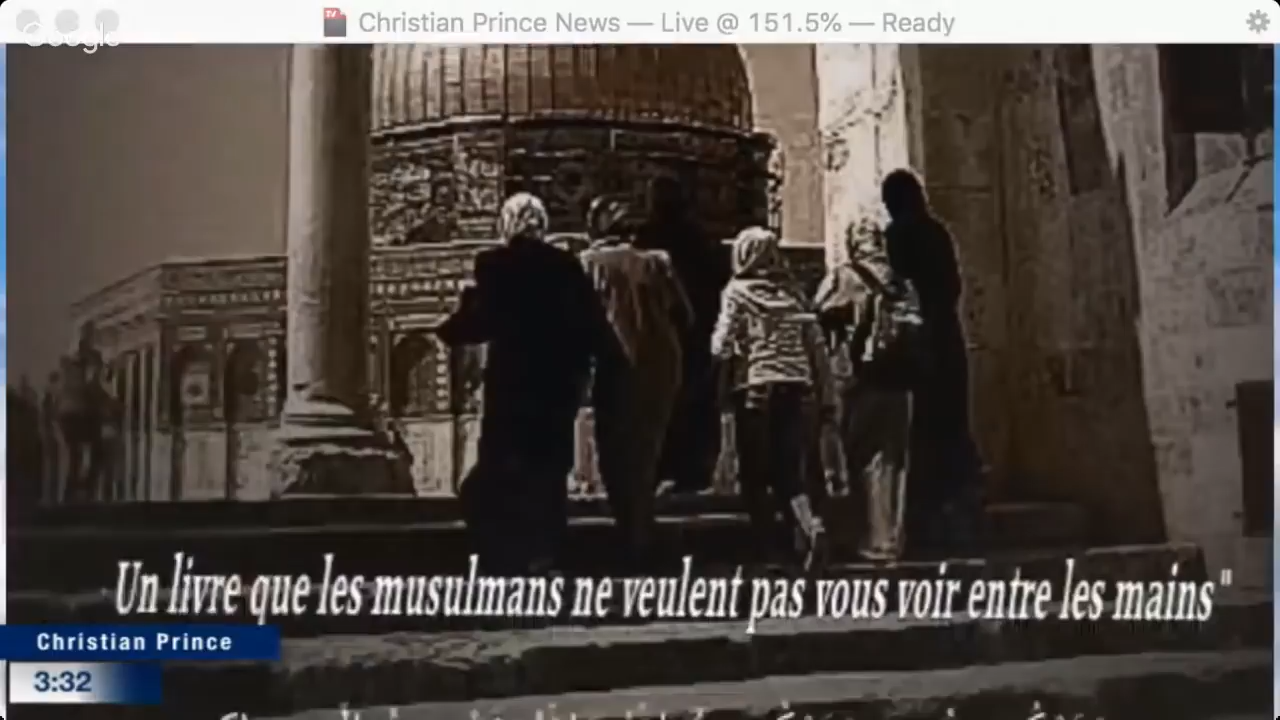 Christian Prince News — Live @ 151.5% — Ready
Google
Un livre que les musulmans ne veulent pas vous voir entre les mains"
Christian Prince
3:32